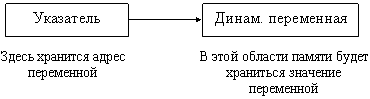 Указатель
Динам. переменная
Здесь хранится адрес
переменной
В этой области памяти будет
храниться значение
переменной